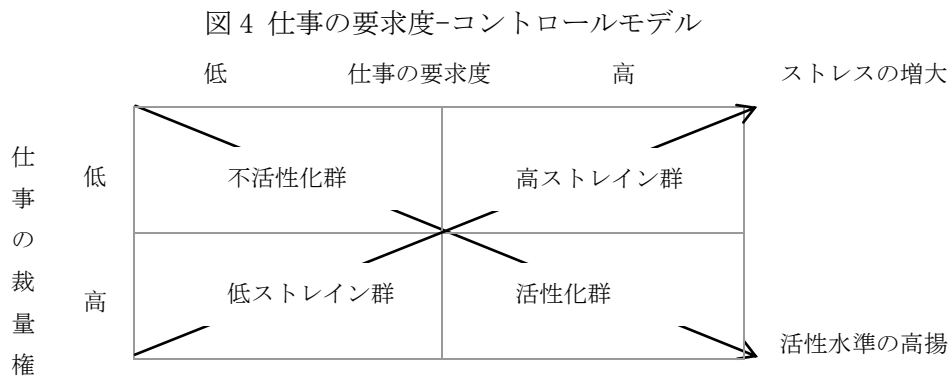 図4 仕事の要求度-コントロールモデル
低 仕事の要求度 高 ストレスの増大
仕事の裁量権
低 不活性化群 高ストレイン群
高 低ストレイン群 活性化群
活性水準の高揚